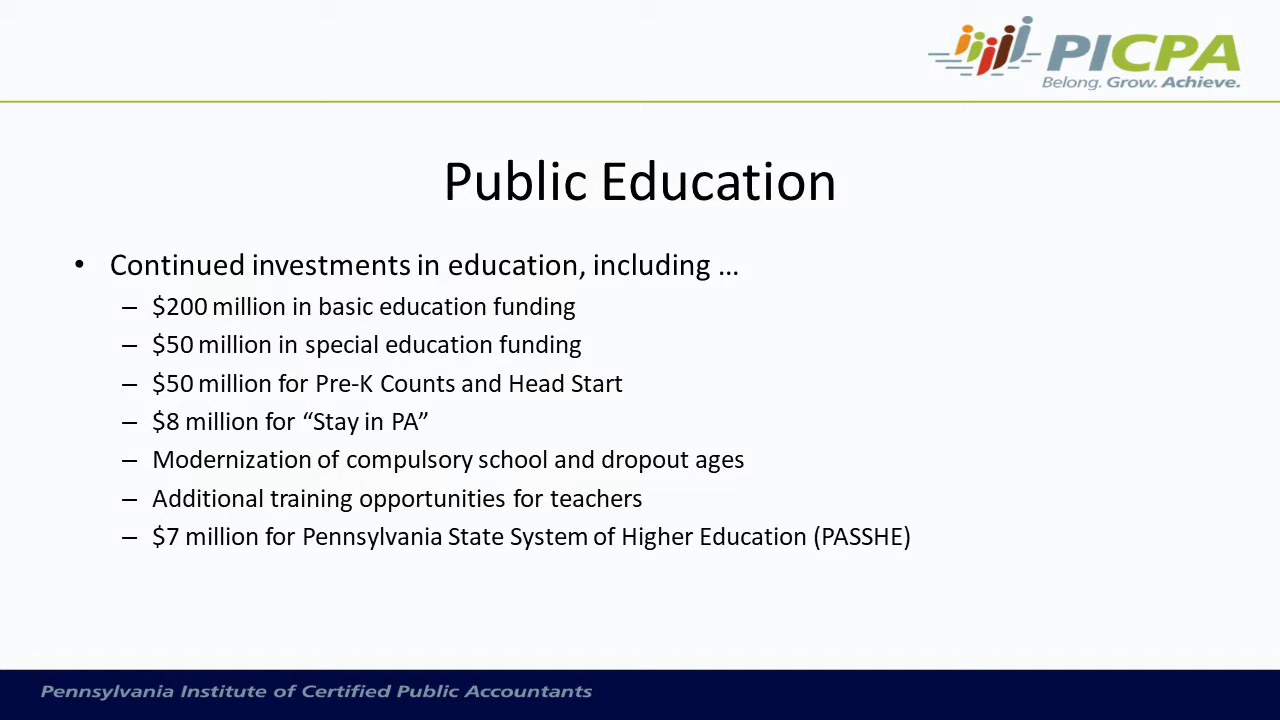 PICPA
Belong. Grow. Achieve.
Public Education
• Continued investments in education, including …
– $200 million in basic education funding
– $50 million in special education funding
– $50 million for Pre-K Counts and Head Start
– $8 million for “Stay in PA”
– Modernization of compulsory school and dropout ages
– Additional training opportunities for teachers
– $7 million for Pennsylvania State System of Higher Education (PASSHE)
Pennsylvania Institute of Certified Public Accountants